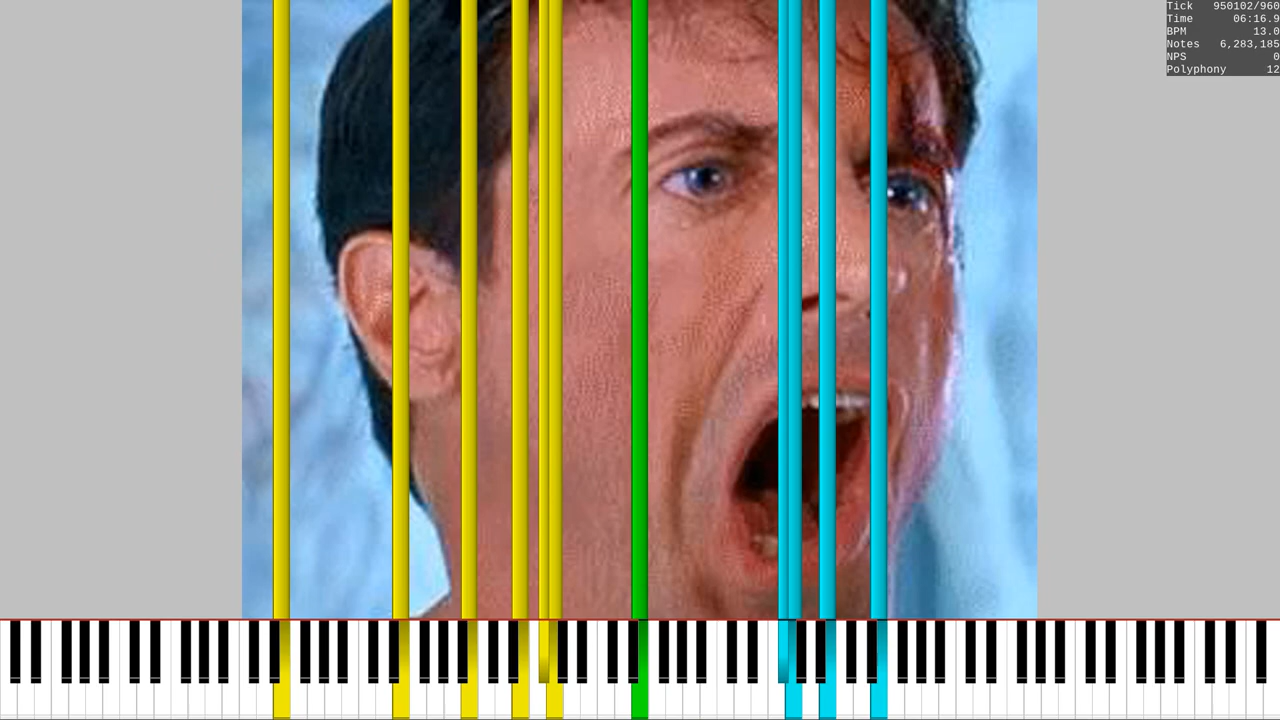 Tick 950102/960
Time 06:16.9
BPM 13.0
Notes 6,283,185
NPS 0
Polyphony 12